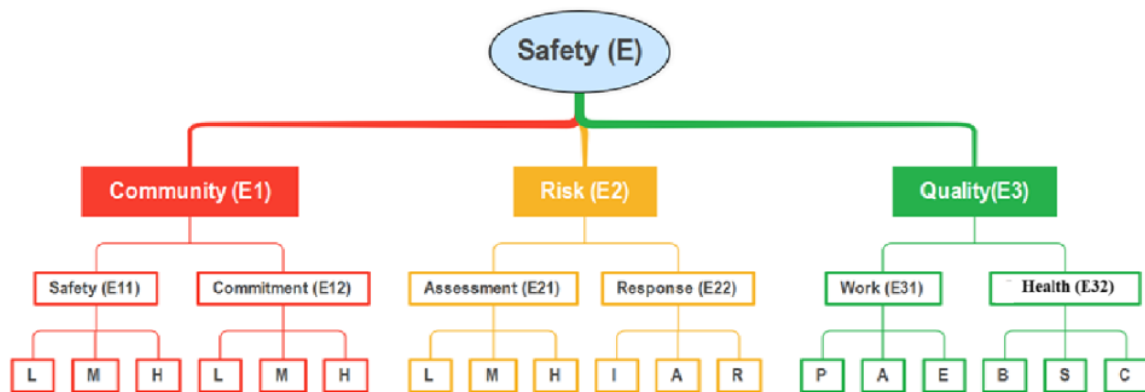 Safety (E)
Community (E1)
Risk (E2)
Quality(E3)
Safety (E11)
Commitment (E12)
Assessment (E21)
Response (E22)
Work (E31)
Health (E32)
L M H L M H L M H I A R P A E B S C